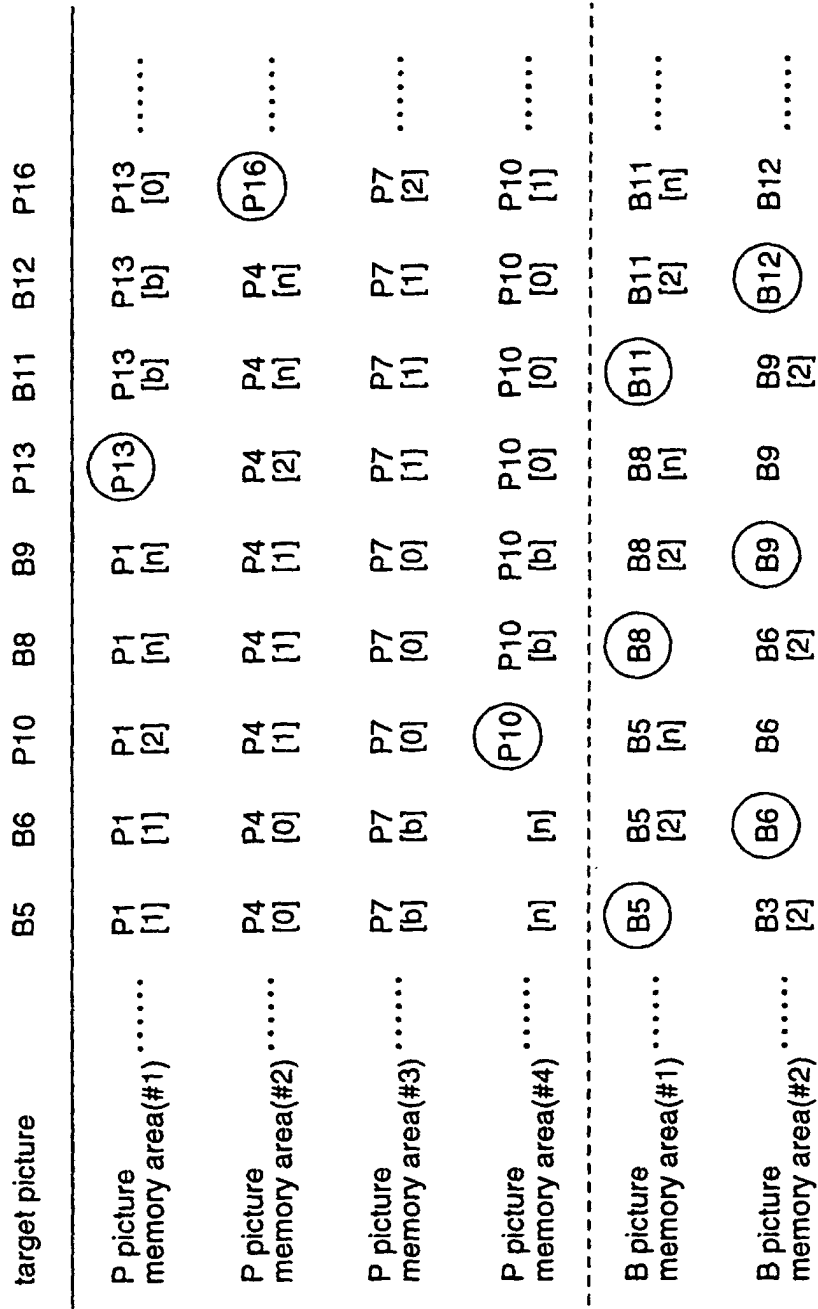 target picture B5 B6 P10 B8 B9 P13 B11 B12 P16
P picture P1 P1 P1 P1 P1 P13 P13 P13 P13
memory area(#1) ...... [1] [1] [2] [n] [n] [b] [b] [0] ......
P picture P4 P4 P4 P4 P4 P4 P4 P4 P16
memory area(#2) ...... [0] [0] [1] [1] [1] [2] [n] [n] ......
P picture P7 P7 P7 P7 P7 P7 P7 P7 P7
memory area(#3) ...... [b] [b] [0] [0] [0] [1] [1] [1] [2] ......
P picture P10 P10 P10 P10 P10 P10 P10
memory area(#4) [n] [n] [b] [b] [0] [0] [0] [1] ......
B picture B5 B5 B5 B8 B8 B8 B11 B11 B11
memory area(#1) ...... [2] [n] [2] [n] [2] [n] ......
B picture B3 B6 B6 B6 B9 B9 B9 B12 B12
memory area(#2) ...... [2] [2] [2] ......